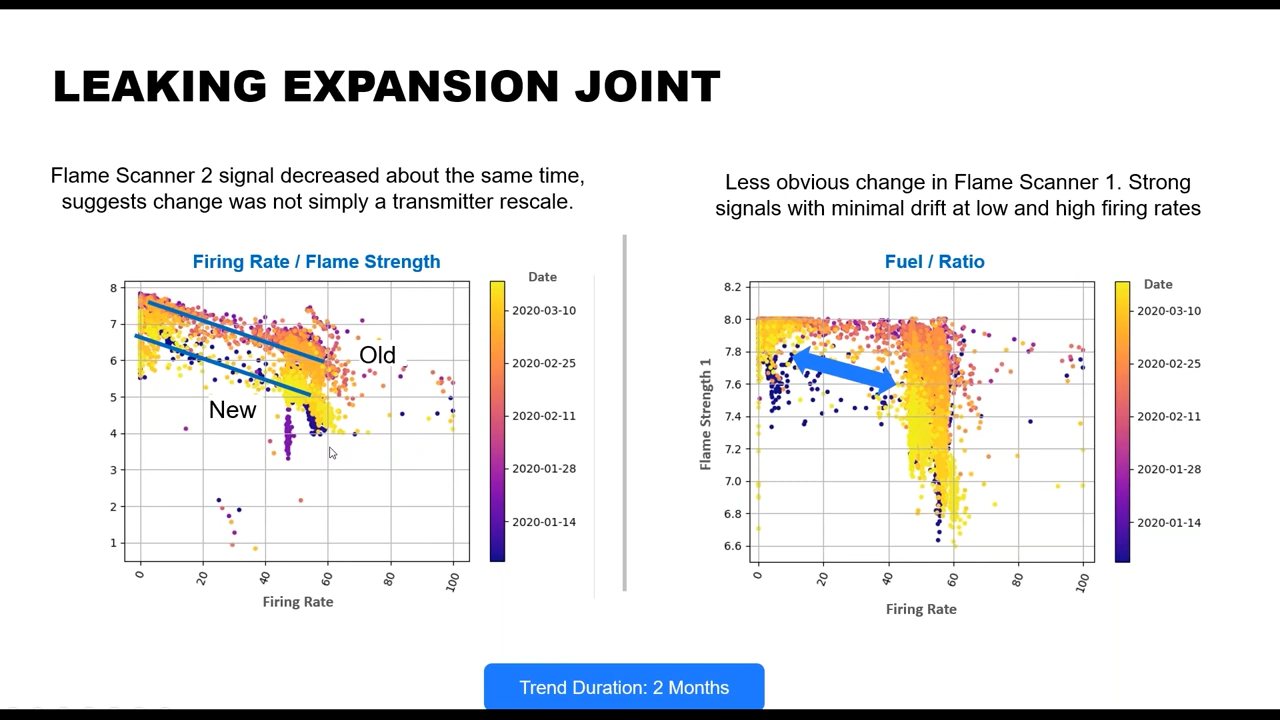 LEAKING EXPANSION JOINT
Flame Scanner 2 signal decreased about the same time,
suggests change was not simply a transmitter rescale.
Less obvious change in Flame Scanner 1. Strong
signals with minimal drift at low and high firing rates
Firing Rate / Flame Strength
Date
8
7
6
5
4
3
2
1
Old
New
0
20
40
60
80
100
Firing Rate
2020-03-10
2020-02-25
2020-02-11
2020-01-28
2020-01-14
Fuel / Ratio
Date
Flame Strength 1
8.2
8.0
7.8
7.6
7.4
7.2
7.0
6.8
6.6
0
20
40
60
80
100
Firing Rate
2020-03-10
2020-02-25
2020-02-11
2020-01-28
2020-01-14
Trend Duration: 2 Months